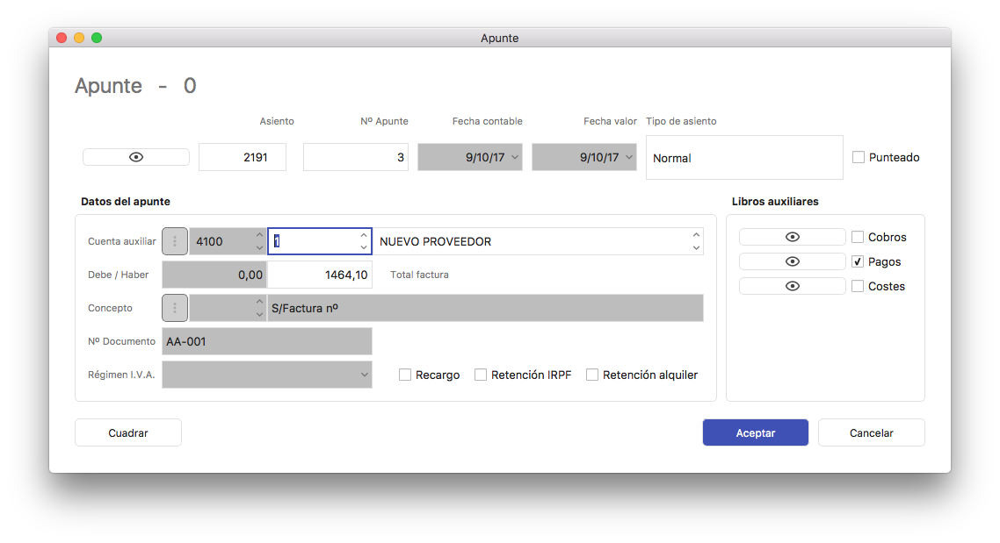 Apunte
Apunte - 0
Asiento Nº Apunte Fecha contable Fecha valor Tipo de asiento
2191 3 9/10/17 9/10/17 Normal Punteado
Datos del apunte
Cuenta auxiliar 4100 1 NUEVO PROVEEDOR
Debe / Haber 0,00 1464,10 Total factura
Concepto S/Factura nº
Nº Documento AA-001
Régimen I.V.A. Recargo Retención IRPF Retención alquiler
Libros auxiliares
Cobros
Pagos
Costes
Cuadrar Aceptar Cancelar